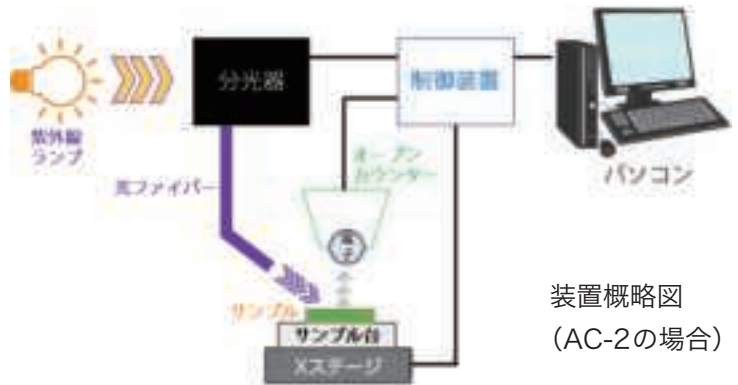 紫外線
ランプ
分光器
制御装置
パソコン
オープン
カウンター
光ファイバー
電子
サンプル
サンプル台
Xステージ
装置概略図
(AC-2の場合)